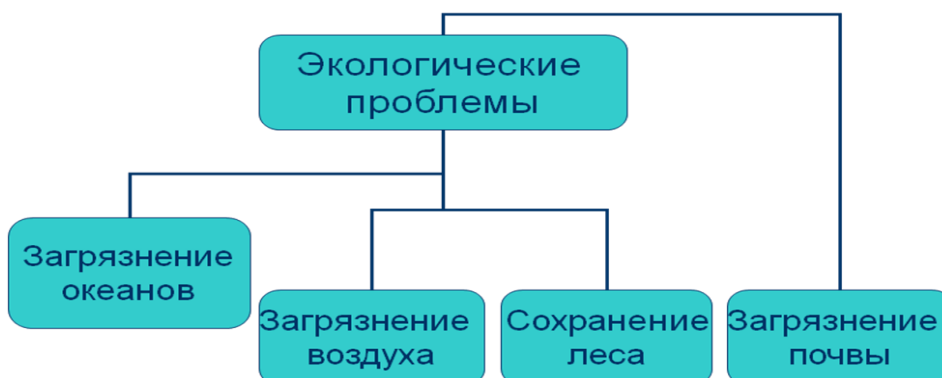 Экологические
проблемы
Загрязнение
океанов
Загрязнение
воздуха
Сохранение
леса
Загрязнение
почвы